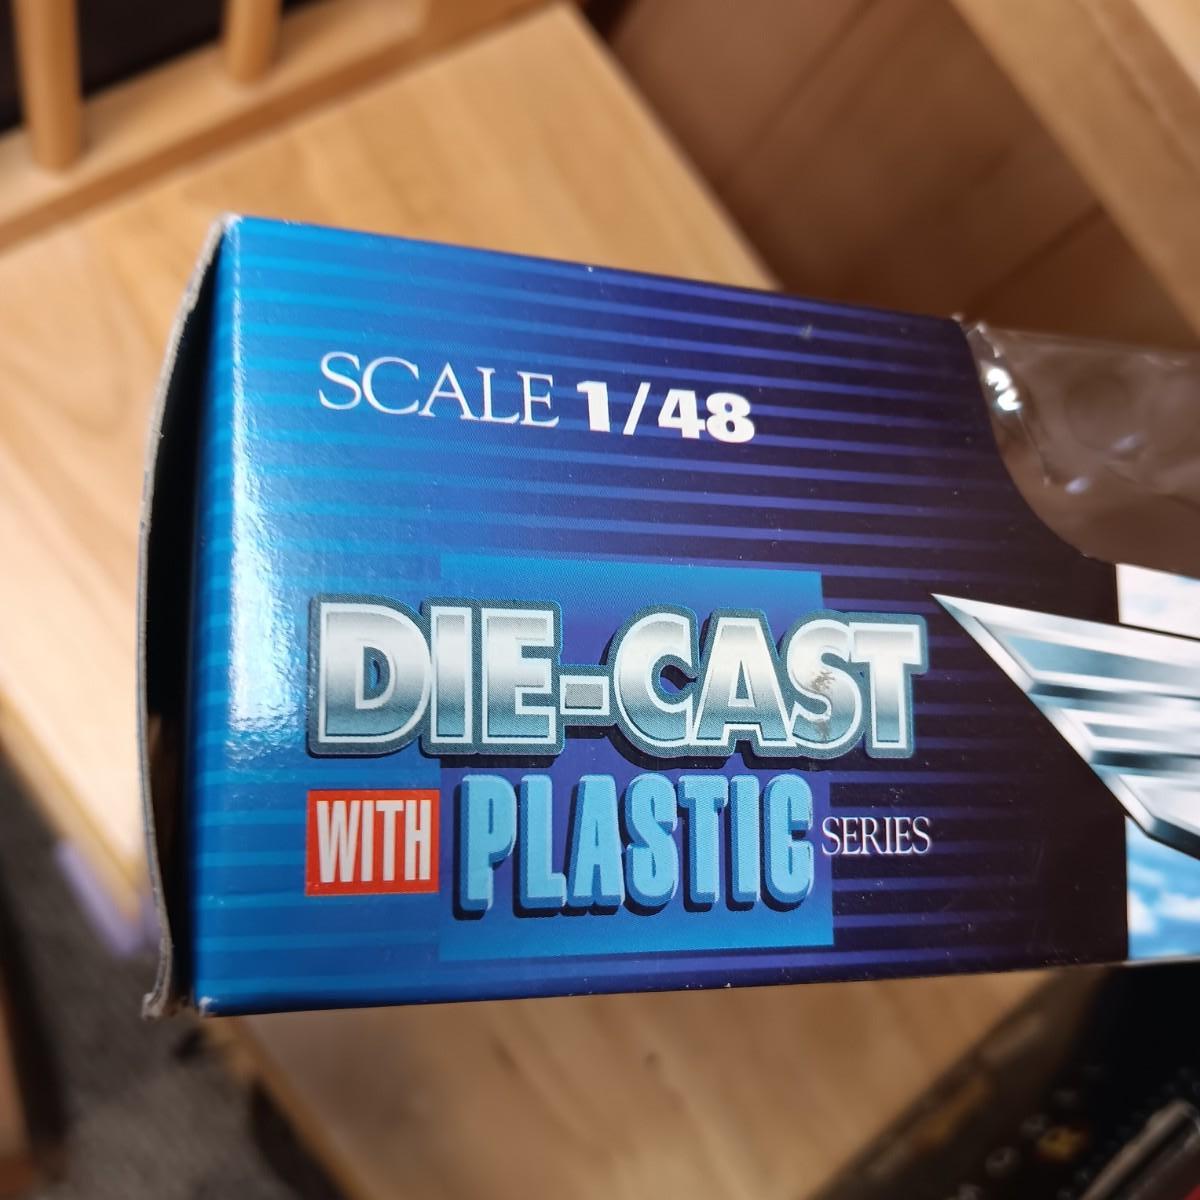 SCALE 1/48
DIE-CAST
WITH PLASTIC SERIES